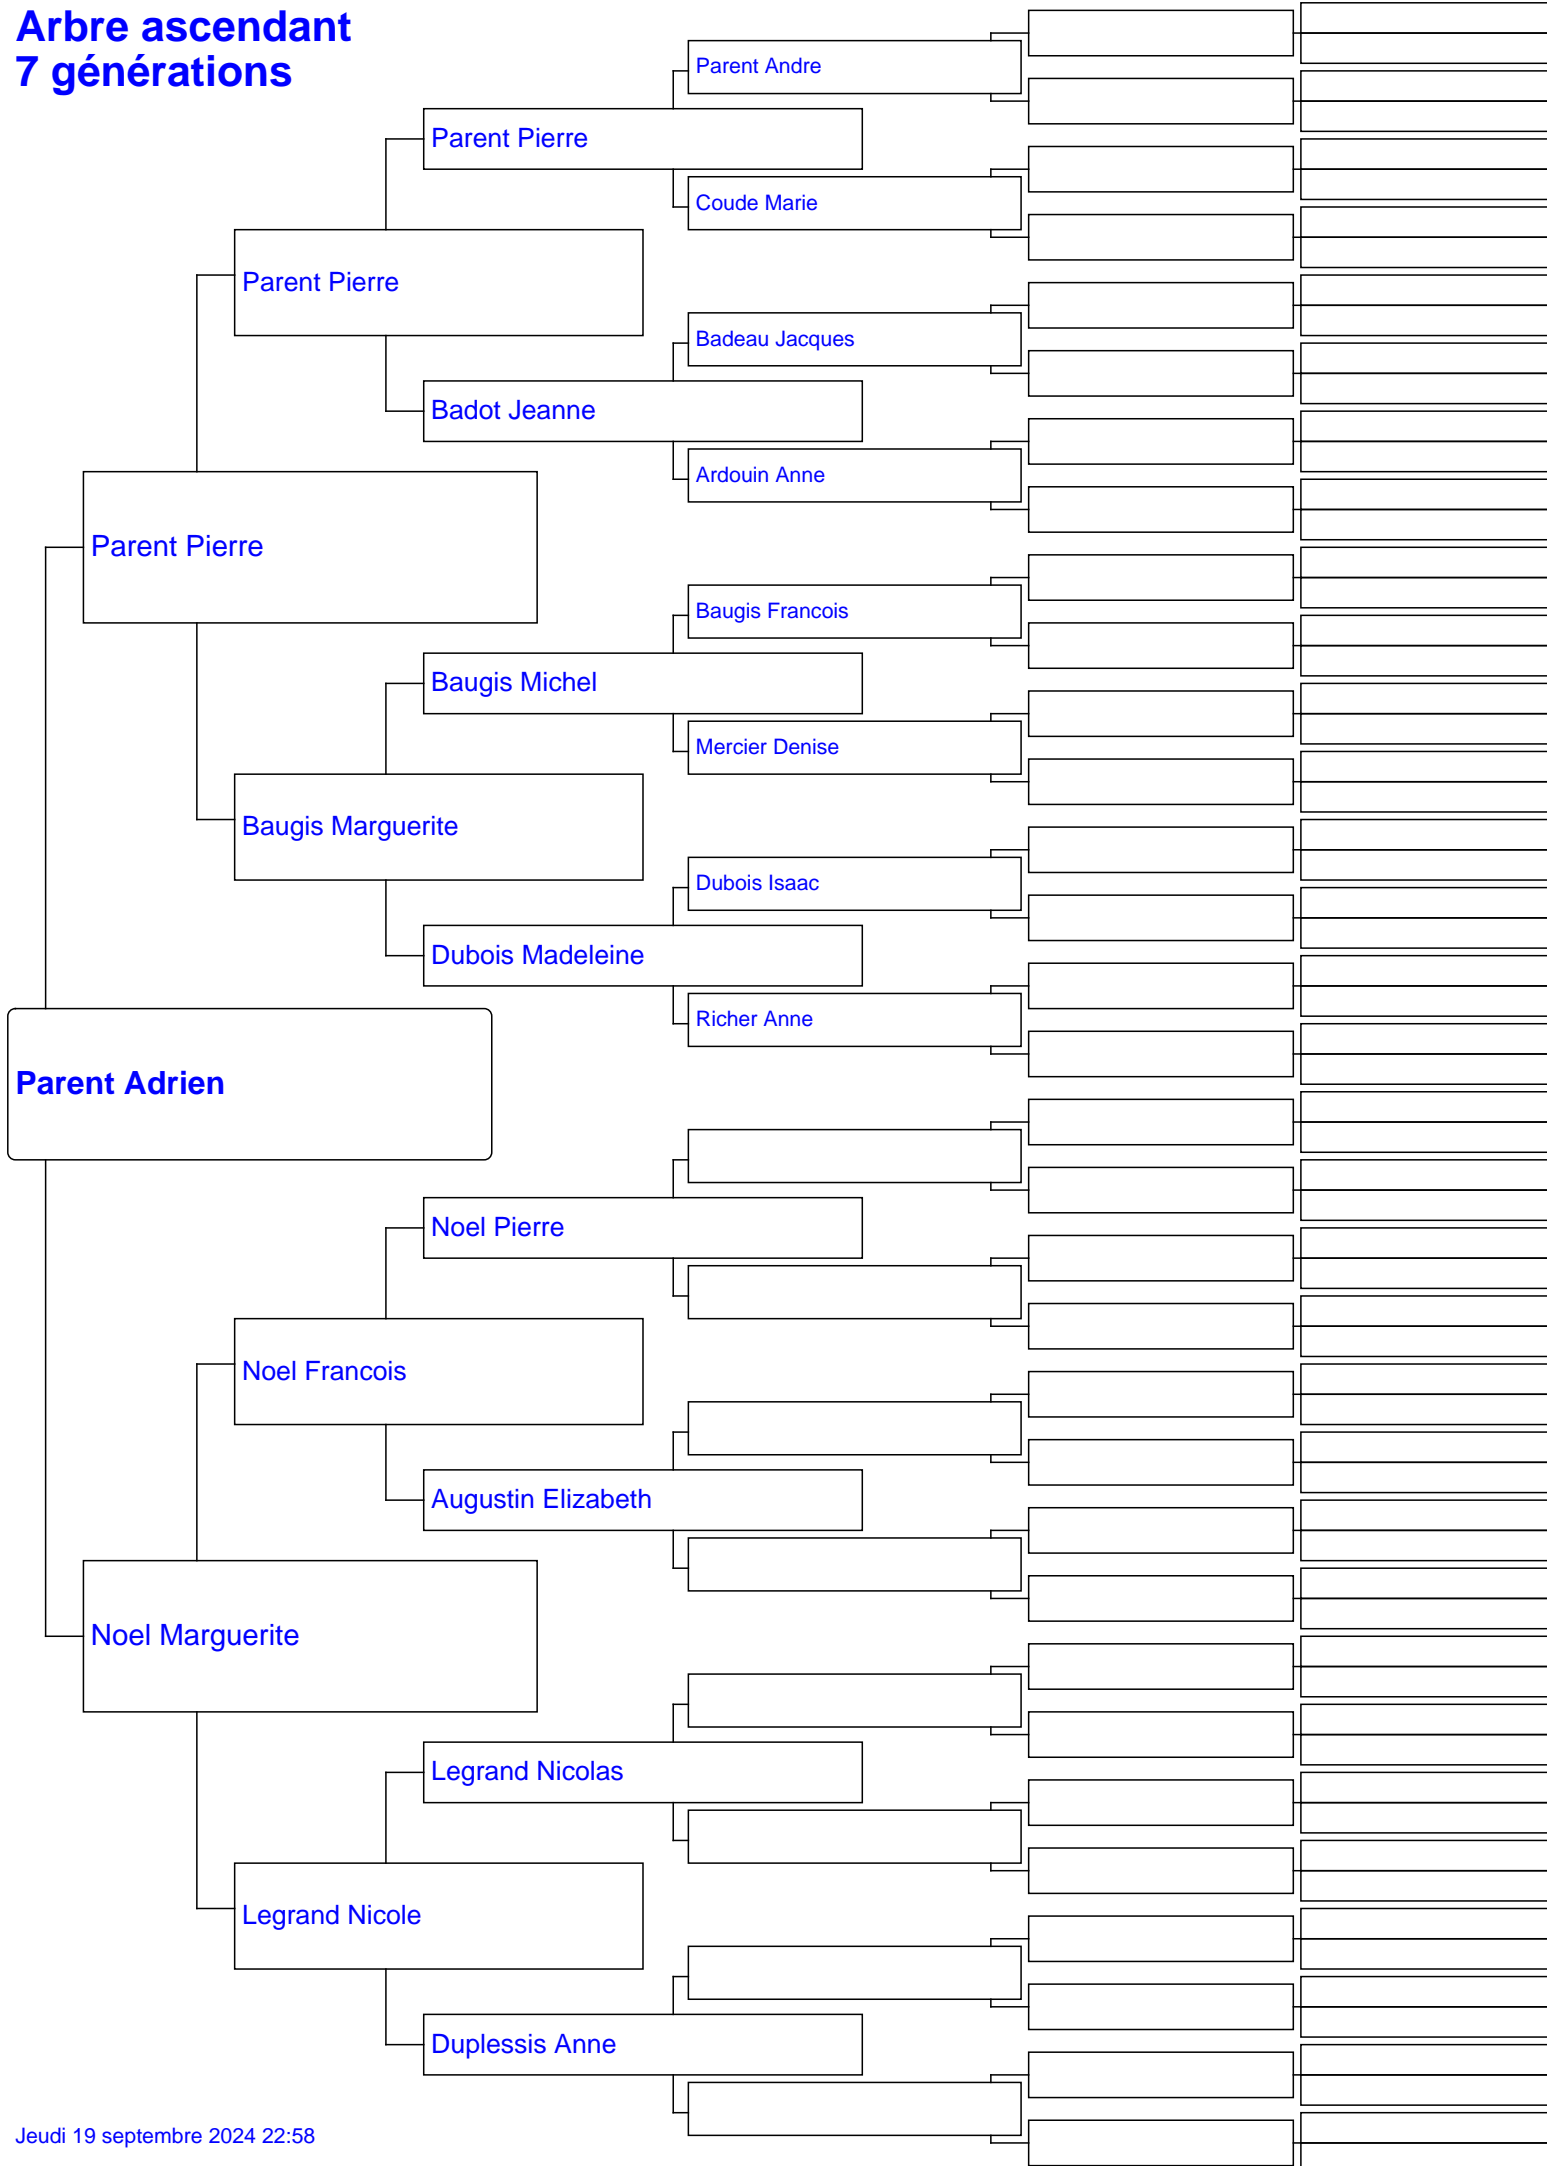 Arbre ascendant
7 générations
Parent Andre
Parent Pierre
Coude Marie
Parent Pierre
Badeau Jacques
Badot Jeanne
Ardouin Anne
Parent Pierre
Baugis Francois
Baugis Michel
Mercier Denise
Baugis Marguerite
Dubois Isaac
Dubois Madeleine
Richer Anne
Parent Adrien
Noel Pierre
Noel Francois
Augustin Elizabeth
Noel Marguerite
Legrand Nicolas
Legrand Nicole
Duplessis Anne
Jeudi 19 septembre 2024 22:58